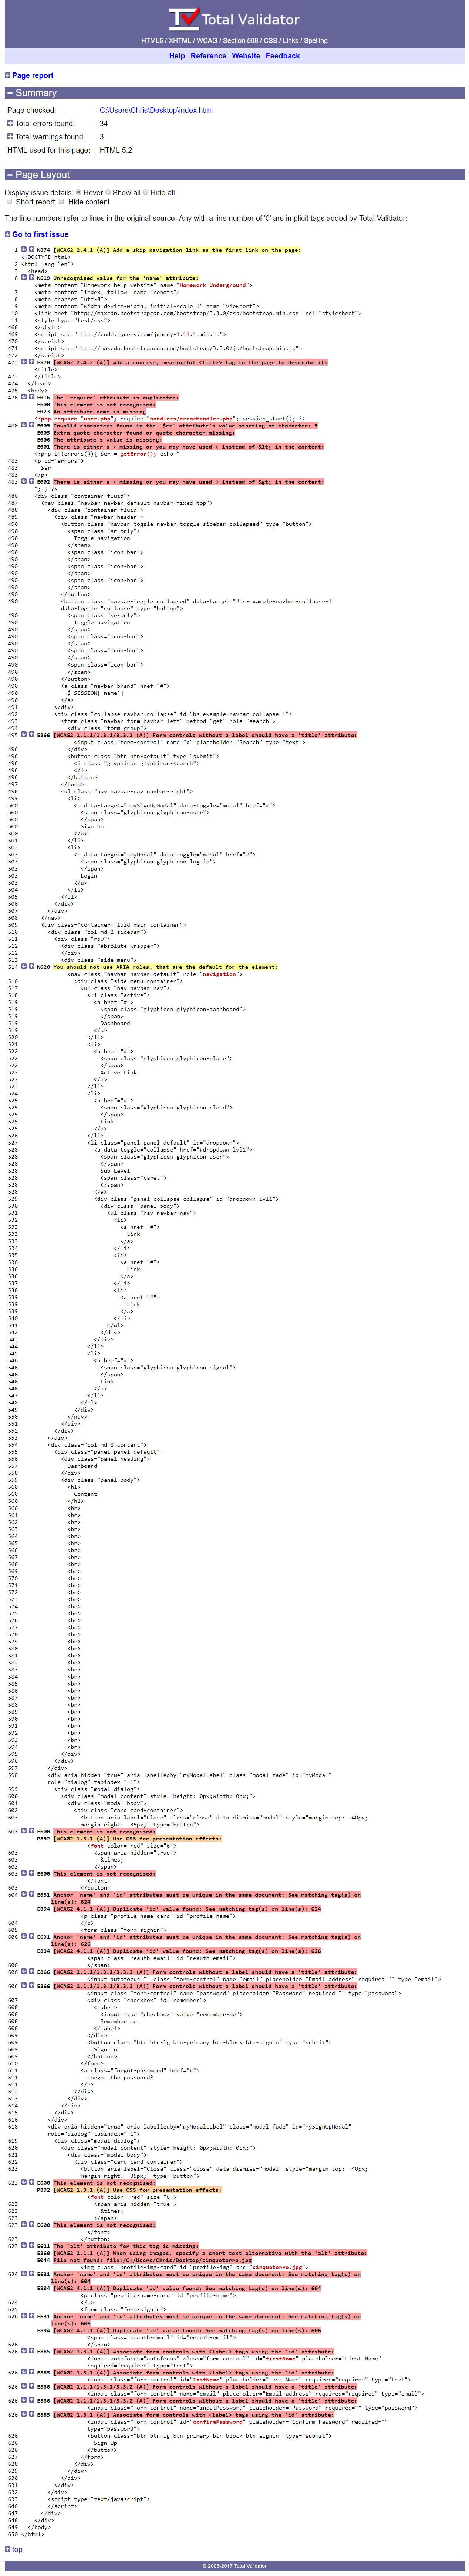 Total Validator
HTML5 / XHTML / WCAG / Section 508 / CSS / Links / Spelling
Help Reference Website Feedback
Page report
Summary
Page checked: C:\Users\Chris\Desktop\index.html
Total errors found: 34
Total warnings found: 3
HTML used for this page: HTML 5.2
Page Layout
Display issue details: Hover Show all Hide all
Short report Hide content
The line numbers refer to lines in the original source. Any with a line number of '0' are implicit tags added by Total Validator:
Go to first issue
1 W874 [WCAG2 2.4.1 (A)] Add a skip navigation link as the first link on the page:
<!DOCTYPE html>
2 <html lang="en">
3 <head>
6 W619 Unrecognised value for the 'name' attribute:
<meta content="Homework help website" name="Homework Underground">
7 <meta content="index, follow" name="robots">
8 <meta charset="utf-8">
9 <meta content="width=device-width, initial-scale=1" name="viewport">
10 <link href="http://maxcdn.bootstrapcdn.com/bootstrap/3.3.0/css/bootstrap.min.css" rel="stylesheet">
11 <style type="text/css">
468 </style>
469 <script src="http://code.jquery.com/jquery-1.11.1.min.js">
470 </script>
471 <script src="http://maxcdn.bootstrapcdn.com/bootstrap/3.3.0/js/bootstrap.min.js">
472 </script>
473 E870 [WCAG2 2.4.2 (A)] Add a concise, meaningful <title> tag to the page to describe it:
<title>
473 </title>
474 </head>
475 <body>
476 E016 The 'require' attribute is duplicated:
E600 This element is not recognised:
E023 An attribute name is missing
<?php require "user.php"; require "handlers/errorHandler.php"; session_start(); ?>
480 E009 Invalid characters found in the '$er' attribute's value starting at character: 9
E005 Extra quote character found or quote character missing:
E006 The attribute's value is missing:
E001 There is either a > missing or you may have used < instead of &lt; in the content:
<?php if(errors()){ $er = getError(); echo "
483 <p id='errors'>
483 $er
483 </p>
483 E002 There is either a < missing or you may have used > instead of &gt; in the content:
"; } ?>
486 <div class="container-fluid">
487 <nav class="navbar navbar-default navbar-fixed-top">
488 <div class="container-fluid">
489 <div class="navbar-header">
490 <button class="navbar-toggle navbar-toggle-sidebar collapsed" type="button">
490 <span class="sr-only">
490 Toggle navigation
490 </span>
490 <span class="icon-bar">
490 </span>
490 <span class="icon-bar">
490 </span>
490 <span class="icon-bar">
490 </span>
490 </button>
490 <button class="navbar-toggle collapsed" data-target="#bs-example-navbar-collapse-1"
data-toggle="collapse" type="button">
490 <span class="sr-only">
490 Toggle navigation
490 </span>
490 <span class="icon-bar">
490 </span>
490 <span class="icon-bar">
490 </span>
490 <span class="icon-bar">
490 </span>
490 </button>
490 <a class="navbar-brand" href="#">
490 $_SESSION['name']
490 </a>
491 </div>
492 <div class="collapse navbar-collapse" id="bs-example-navbar-collapse-1">
493 <form class="navbar-form navbar-left" method="get" role="search">
494 <div class="form-group">
495 E866 [WCAG2 1.1.1/1.3.1/3.3.2 (A)] Form controls without a label should have a 'title' attribute:
<input class="form-control" name="q" placeholder="Search" type="text">
496 </div>
496 <button class="btn btn-default" type="submit">
496 <i class="glyphicon glyphicon-search">
496 </i>
496 </button>
497 </form>
498 <ul class="nav navbar-nav navbar-right">
499 <li>
500 <a data-target="#mySignUpModal" data-toggle="modal" href="#">
500 <span class="glyphicon glyphicon-user">
500 </span>
500 Sign Up
500 </a>
501 </li>
502 <li>
503 <a data-target="#myModal" data-toggle="modal" href="#">
503 <span class="glyphicon glyphicon-log-in">
503 </span>
503 Login
503 </a>
504 </li>
505 </ul>
506 </div>
507 </div>
508 </nav>
509 <div class="container-fluid main-container">
510 <div class="col-md-2 sidebar">
511 <div class="row">
512 <div class="absolute-wrapper">
512 </div>
513 <div class="side-menu">
514 W620 You should not use ARIA roles, that are the default for the element:
<nav class="navbar navbar-default" role="navigation">
516 <div class="side-menu-container">
517 <ul class="nav navbar-nav">
518 <li class="active">
519 <a href="#">
519 <span class="glyphicon glyphicon-dashboard">
519 </span>
519 Dashboard
519 </a>
520 </li>
521 <li>
522 <a href="#">
522 <span class="glyphicon glyphicon-plane">
522 </span>
522 Active Link
522 </a>
523 </li>
524 <li>
525 <a href="#">
525 <span class="glyphicon glyphicon-cloud">
525 </span>
525 Link
525 </a>
526 </li>
527 <li class="panel panel-default" id="dropdown">
528 <a data-toggle="collapse" href="#dropdown-lvl1">
528 <span class="glyphicon glyphicon-user">
528 </span>
528 Sub Level
528 <span class="caret">
528 </span>
528 </a>
529 <div class="panel-collapse collapse" id="dropdown-lvl1">
530 <div class="panel-body">
531 <ul class="nav navbar-nav">
532 <li>
533 <a href="#">
533 Link
533 </a>
534 </li>
535 <li>
536 <a href="#">
536 Link
536 </a>
537 </li>
538 <li>
539 <a href="#">
539 Link
539 </a>
540 </li>
541 </ul>
542 </div>
543 </div>
544 </li>
545 <li>
546 <a href="#">
546 <span class="glyphicon glyphicon-signal">
546 </span>
546 Link
546 </a>
547 </li>
548 </ul>
549 </div>
550 </nav>
551 </div>
552 </div>
553 </div>
554 <div class="col-md-8 content">
555 <div class="panel panel-default">
556 <div class="panel-heading">
557 Dashboard
558 </div>
559 <div class="panel-body">
560 <h1>
560 Content
560 </h1>
560 <br>
561 <br>
562 <br>
563 <br>
564 <br>
565 <br>
566 <br>
567 <br>
568 <br>
569 <br>
570 <br>
571 <br>
572 <br>
573 <br>
574 <br>
575 <br>
576 <br>
577 <br>
578 <br>
579 <br>
580 <br>
581 <br>
582 <br>
583 <br>
584 <br>
585 <br>
586 <br>
587 <br>
588 <br>
589 <br>
590 <br>
591 <br>
592 <br>
593 <br>
594 <br>
595 </div>
596 </div>
597 </div>
598 <div aria-hidden="true" aria-labelledby="myModalLabel" class="modal fade" id="myModal"
role="dialog" tabindex="-1">
599 <div class="modal-dialog">
600 <div class="modal-content" style="height: 0px;width: 0px;">
601 <div class="modal-body">
602 <div class="card card-container">
603 <button aria-label="Close" class="close" data-dismiss="modal" style="margin-top: -40px;
margin-right: -35px;" type="button">
603 E600 This element is not recognised:
P892 [WCAG2 1.3.1 (A)] Use CSS for presentation effects:
<font color="red" size="6">
603 <span aria-hidden="true">
603 &times;
603 </span>
603 E600 This element is not recognised:
</font>
603 </button>
604 E631 Anchor 'name' and 'id' attributes must be unique in the same document: See matching tag(s) on
line(s): 624
E894 [WCAG2 4.1.1 (A)] Duplicate 'id' value found: See matching tag(s) on line(s): 624
<p class="profile-name-card" id="profile-name">
604 </p>
605 <form class="form-signin">
606 E631 Anchor 'name' and 'id' attributes must be unique in the same document: See matching tag(s) on
line(s): 626
E894 [WCAG2 4.1.1 (A)] Duplicate 'id' value found: See matching tag(s) on line(s): 626
<span class="reauth-email" id="reauth-email">
606 </span>
606 E866 [WCAG2 1.1.1/1.3.1/3.3.2 (A)] Form controls without a label should have a 'title' attribute:
<input autofocus="" class="form-control" name="email" placeholder="Email address" required="" type="email">
606 E866 [WCAG2 1.1.1/1.3.1/3.3.2 (A)] Form controls without a label should have a 'title' attribute:
<input class="form-control" name="password" placeholder="Password" required="" type="password">
607 <div class="checkbox" id="remember">
608 <label>
608 <input type="checkbox" value="remember-me">
608 Remember me
608 </label>
609 </div>
609 <button class="btn btn-lg btn-primary btn-block btn-signin" type="submit">
609 Sign in
609 </button>
610 </form>
611 <a class="forgot-password" href="#">
611 Forgot the password?
611 </a>
612 </div>
613 </div>
614 </div>
615 </div>
616 </div>
618 <div aria-hidden="true" aria-labelledby="myModalLabel" class="modal fade" id="mySignUpModal"
role="dialog" tabindex="-1">
619 <div class="modal-dialog">
620 <div class="modal-content" style="height: 0px;width: 0px;">
621 <div class="modal-body">
622 <div class="card card-container">
623 <button aria-label="Close" class="close" data-dismiss="modal" style="margin-top: -40px;
margin-right: -35px;" type="button">
623 E600 This element is not recognised:
P892 [WCAG2 1.3.1 (A)] Use CSS for presentation effects:
<font color="red" size="6">
623 <span aria-hidden="true">
623 &times;
623 </span>
623 E600 This element is not recognised:
</font>
623 </button>
623 E621 The 'alt' attribute for this tag is missing:
E860 [WCAG2 1.1.1 (A)] When using images, specify a short text alternative with the 'alt' attribute:
E044 File not found: file:/C:/Users/Chris/Desktop/cinqueterre.jpg
<img class="profile-img-card" id="profile-img" src="cinqueterre.jpg">
624 E631 Anchor 'name' and 'id' attributes must be unique in the same document: See matching tag(s) on
line(s): 604
E894 [WCAG2 4.1.1 (A)] Duplicate 'id' value found: See matching tag(s) on line(s): 604
<p class="profile-name-card" id="profile-name">
624 </p>
625 <form class="form-signin">
626 E631 Anchor 'name' and 'id' attributes must be unique in the same document: See matching tag(s) on
line(s): 606
E894 [WCAG2 4.1.1 (A)] Duplicate 'id' value found: See matching tag(s) on line(s): 606
<span class="reauth-email" id="reauth-email">
626 </span>
626 E885 [WCAG2 1.3.1 (A)] Associate form controls with <label> tags using the 'id' attribute:
<input autofocus="autofocus" class="form-control" id="firstName" placeholder="First Name"
required="required" type="text">
626 E885 [WCAG2 1.3.1 (A)] Associate form controls with <label> tags using the 'id' attribute:
<input class="form-control" id="lastName" placeholder="Last Name" required="required" type="text">
626 E866 [WCAG2 1.1.1/1.3.1/3.3.2 (A)] Form controls without a label should have a 'title' attribute:
<input class="form-control" name="email" placeholder="Email address" required="required" type="email">
626 E866 [WCAG2 1.1.1/1.3.1/3.3.2 (A)] Form controls without a label should have a 'title' attribute:
<input class="form-control" name="inputPassword" placeholder="Password" required="" type="password">
626 E885 [WCAG2 1.3.1 (A)] Associate form controls with <label> tags using the 'id' attribute:
<input class="form-control" id="confirmPassword" placeholder="Confirm Password" required=""
type="password">
626 <button class="btn btn-lg btn-primary btn-block btn-signin" type="submit">
626 Sign Up
626 </button>
627 </form>
628 </div>
629 </div>
630 </div>
631 </div>
632 </div>
633 <script type="text/javascript">
646 </script>
647 </div>
648 </div>
649 </body>
650 </html>
top
© 2005-2017 Total Validator